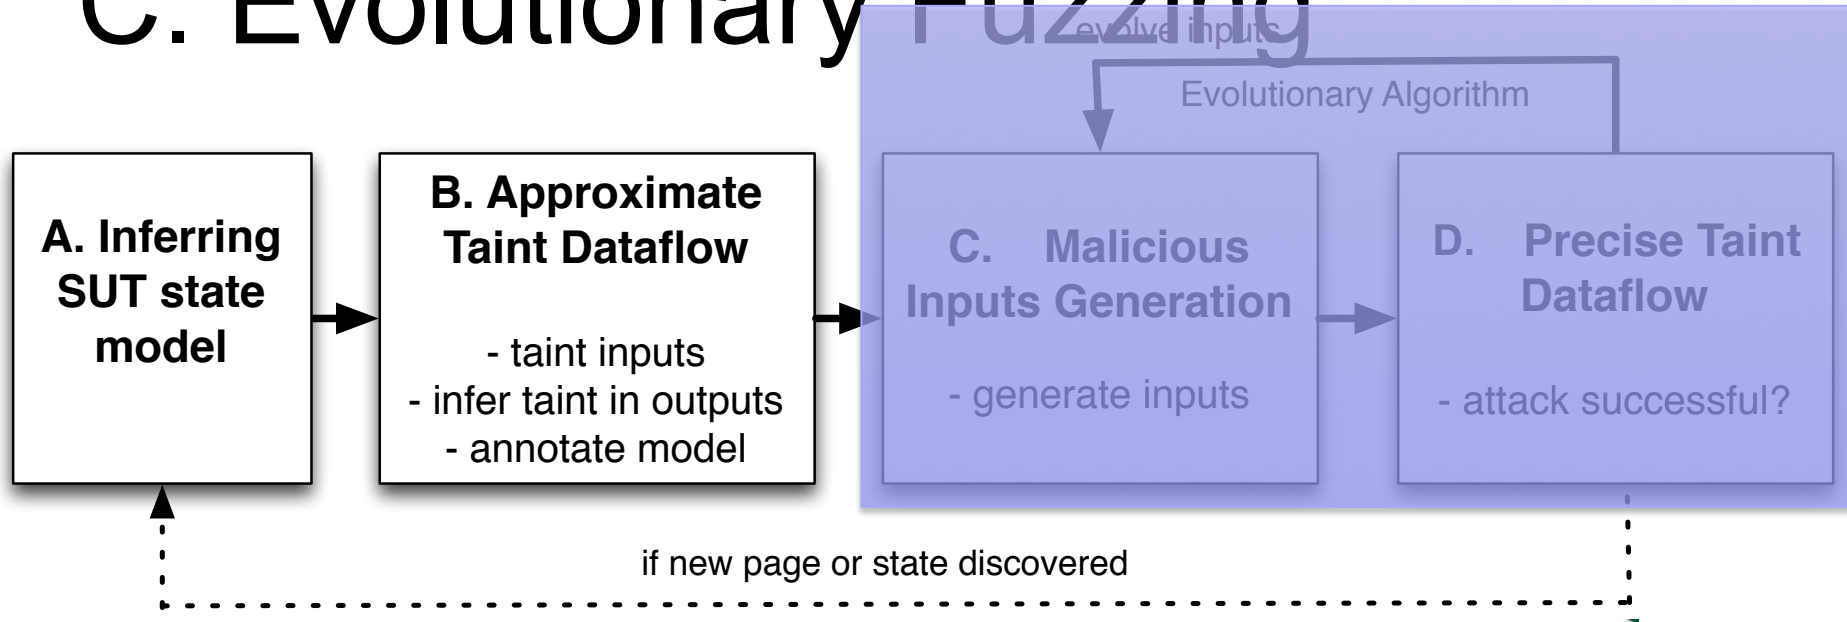 C. Evolutionary Fuzzing
evolve inputs
Evolutionary Algorithm
A. Inferring
SUT state
model
B. Approximate
Taint Dataflow
- taint inputs
- infer taint in outputs
- annotate model
C. Malicious
Inputs Generation
- generate inputs
D. Precise Taint
Dataflow
- attack successful?
if new page or state discovered